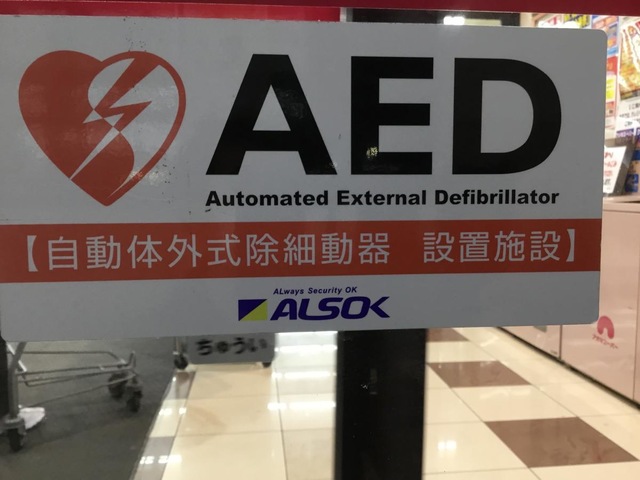 AED
Automated External Defibrillator
【自動体外式除細動器 設置施設】
ALways Security OK
ALSOK
ちゅうい